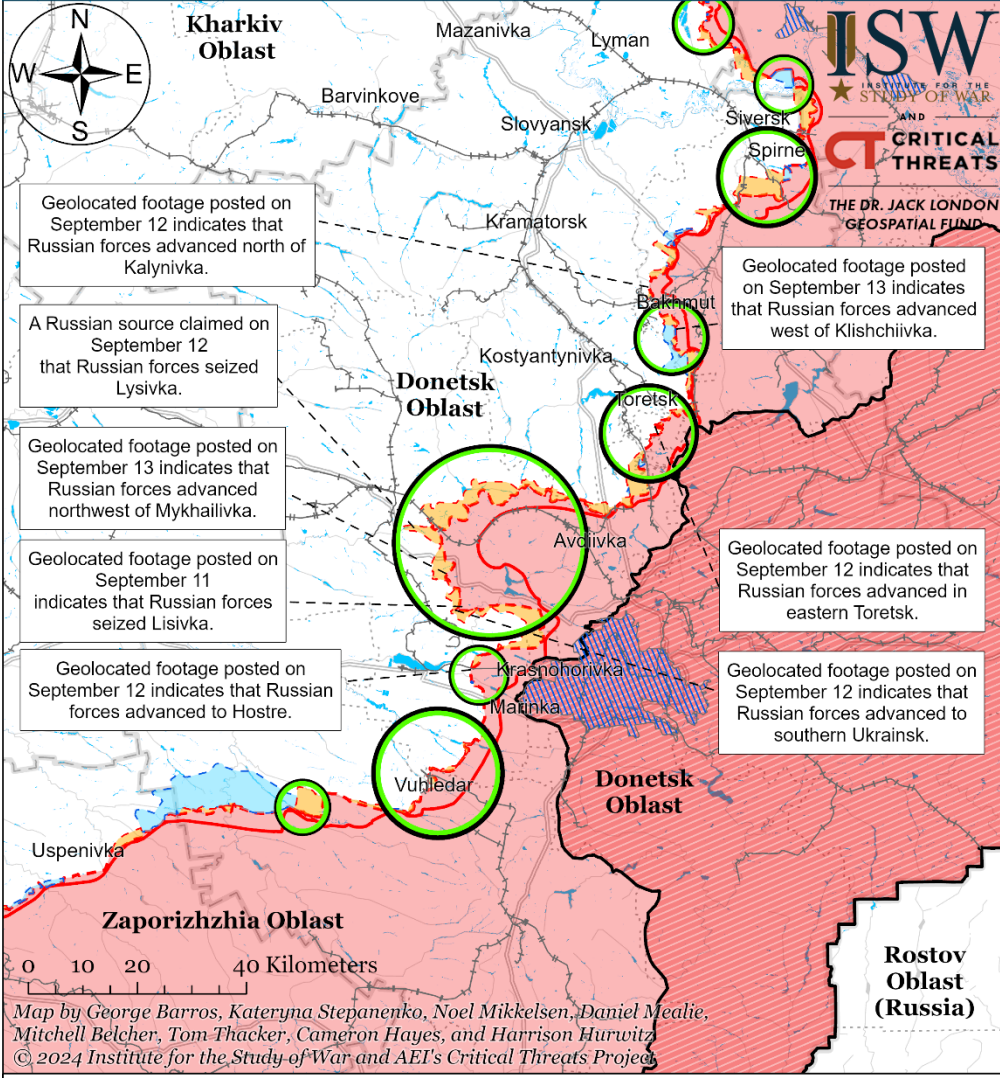 N
W
E
S
Kharkiv
Oblast
Mazanivka
Lyman
Barvinkove
Slovyansk
Siversk
Spirne
Kramatorsk
ISW
INSTITUTE FOR THE
STUDY OF WAR
AND
CT CRITICAL
THREATS
THE DR. JACK LONDON
GEOSPATIAL FUND
Geolocated footage posted on
September 12 indicates that
Russian forces advanced north of
Kalynivka.
Geolocated footage posted
on September 13 indicates
that Russian forces advanced
west of Klishchiivka.
Bakhmut
A Russian source claimed on
September 12
that Russian forces seized
Lysivka.
Kostyantynivka
Donetsk
Oblast
Toretsk
Geolocated footage posted on
September 13 indicates that
Russian forces advanced
northwest of Mykhailivka.
Avdiivka
Geolocated footage posted on
September 11
indicates that Russian forces
seized Lisivka.
Geolocated footage posted on
September 12 indicates that
Russian forces advanced in
eastern Toretsk.
Geolocated footage posted on
September 12 indicates that Russian
forces advanced to Hostre.
Krasnohorivka
Marinka
Geolocated footage posted on
September 12 indicates that
Russian forces advanced to
southern Ukrainsk.
Vuhledar
Donetsk
Oblast
Uspenivka
Zaporizhzhia Oblast
Rostov
Oblast
(Russia)
0 10 20 40 Kilometers
Map by George Barros, Kateryna Stepanenko, Noel Mikkelsen, Daniel Mealie,
Mitchell Belcher, Tom Thacker, Cameron Hayes, and Harrison Hurwitz
© 2024 Institute for the Study of War and AEI's Critical Threats Project